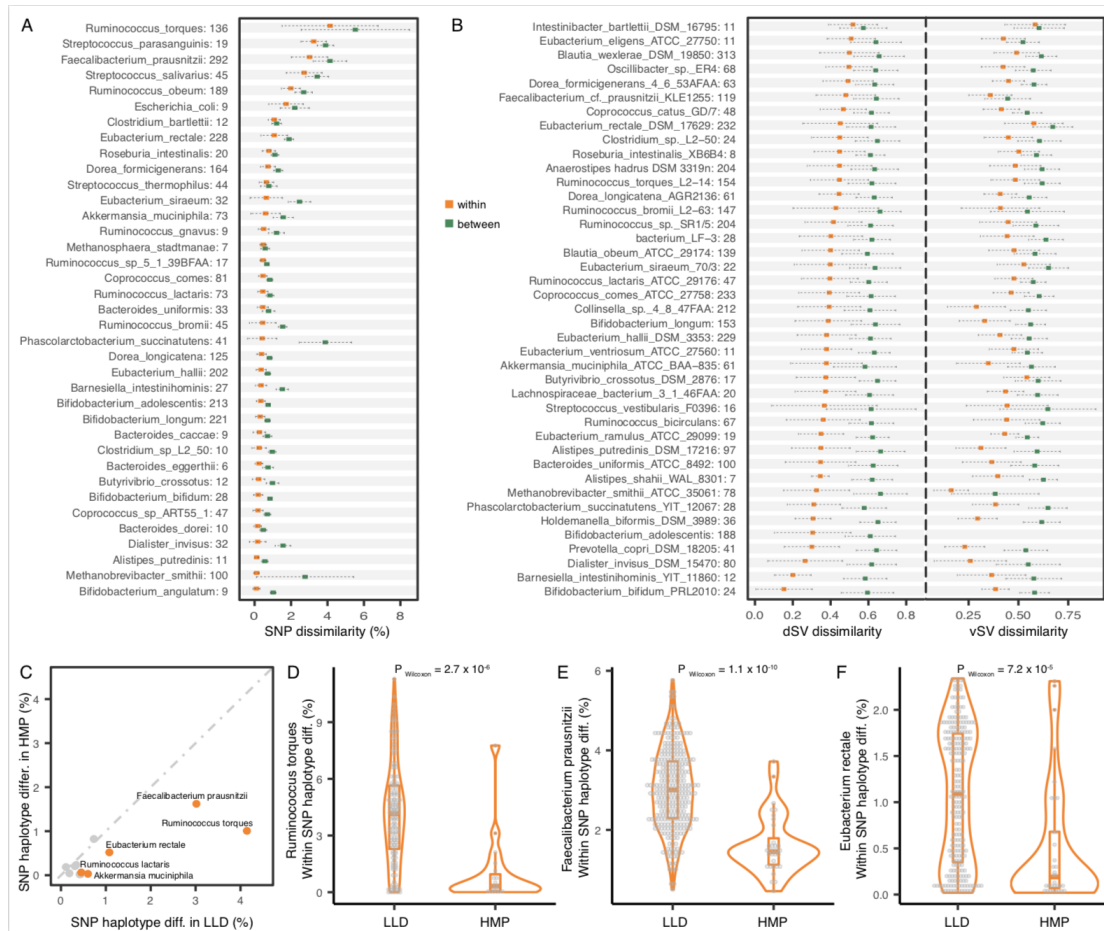 A
Ruminococcus_torques: 136
Streptococcus_parasanguinis: 19
Faecalibacterium_prausnitzii: 292
Streptococcus_salivarius: 45
Ruminococcus_obeum: 189
Escherichia_coli: 9
Clostridium_bartlettii: 12
Eubacterium_rectale: 228
Roseburia_intestinalis: 20
Dorea_formicigenerans: 164
Streptococcus_thermophilus: 44
Eubacterium_siraeum: 32
Akkermansia_muciniphila: 73
Ruminococcus_gnavus: 9
Methanosphaera_stadtmanae: 7
Ruminococcus_sp_5_1_39BFAA: 17
Coprococcus_comes: 81
Ruminococcus_lactaris: 73
Bacteroides_uniformis: 33
Ruminococcus_bromii: 45
Phascolarctobacterium_succinatutens: 41
Dorea_longicatena: 125
Eubacterium_hallii: 202
Barnesiella_intestinihominis: 27
Bifidobacterium_adolescentis: 213
Bifidobacterium_longum: 221
Bacteroides_caccae: 9
Clostridium_sp_L2_50: 10
Bacteroides_eggerthii: 6
Butyrivibrio_crossotus: 12
Bifidobacterium_bifidum: 28
Coprococcus_sp_ART55_1: 47
Bacteroides_dorei: 10
Dialister_invisus: 32
Alistipes_putredinis: 11
Methanobrevibacter_smithii: 100
Bifidobacterium_angulatum: 9
0 2 4 6 8
SNP dissimilarity (%)
within
between
B
Intestinibacter_bartlettii_DSM_16795: 11
Eubacterium_eligens_ATCC_27750: 11
Blautia_wexlerae_DSM_19850: 313
Oscillibacter_sp._ER4: 68
Dorea_formicigenerans_4_6_53AFAA: 63
Faecalibacterium_cf._prausnitzii_KLE1255: 119
Coprococcus_catus_GD/7: 48
Eubacterium_rectale_DSM_17629: 232
Clostridium_sp._L2-50: 24
Roseburia_intestinalis_XB6B4: 8
Anaerostipes hadrus DSM 3319n: 204
Ruminococcus_torques_L2-14: 154
Dorea_longicatena_AGR2136: 61
Ruminococcus_bromii_L2-63: 147
Ruminococcus_sp._SR1/5: 204
bacterium_LF-3: 28
Blautia_obeum_ATCC_29174: 139
Eubacterium_siraeum_70/3: 22
Ruminococcus_lactaris_ATCC_29176: 47
Coprococcus_comes_ATCC_27758: 233
Collinsella_sp._4_8_47FAA: 212
Bifidobacterium_longum: 153
Eubacterium_hallii_DSM_3353: 229
Eubacterium_ventriosum_ATCC_27560: 11
Akkermansia_muciniphila_ATCC_BAA-835: 61
Butyrivibrio_crossotus_DSM_2876: 17
Lachnospiraceae_bacterium_3_1_46FAA: 20
Streptococcus_vestibularis_F0396: 16
Ruminococcus_bicirculans: 67
Eubacterium_ramulus_ATCC_29099: 19
Alistipes_putredinis_DSM_17216: 97
Bacteroides_uniformis_ATCC_8492: 100
Alistipes_shahii_WAL_8301: 7
Methanobrevibacter_smithii_ATCC_35061: 78
Phascolarctobacterium_succinatutens_YIT_12067: 28
Holdemanella_biformis_DSM_3989: 36
Bifidobacterium_adolescentis: 188
Prevotella_copri_DSM_18205: 41
Dialister_invisus_DSM_15470: 80
Barnesiella_intestinihominis_YIT_11860: 12
Bifidobacterium_bifidum_PRL2010: 24
0.0 0.2 0.4 0.6 0.8 0.25 0.50 0.75
dSV dissimilarity vSV dissimilarity
C
SNP haplotype differ. in HMP (%)
4
3
2
1
0
Faecalibacterium prausnitzii
Ruminococcus torques
Eubacterium rectale
Ruminococcus lactaris
Akkermansia muciniphila
0 1 2 3 4
SNP haplotype diff. in LLD (%)
D
P Wilcoxon = 2.7 x 10-6
Ruminococcus torques
Within SNP haplotype diff. (%)
9
6
3
0
LLD HMP
E
P Wilcoxon = 1.1 x 10-10
Faecalibacterium prausnitzii
Within SNP haplotype diff. (%)
6
4
2
LLD HMP
F
P Wilcoxon = 7.2 x 10-5
Eubacterium rectale
Within SNP haplotype diff. (%)
2.0
1.5
1.0
0.5
0.0
LLD HMP